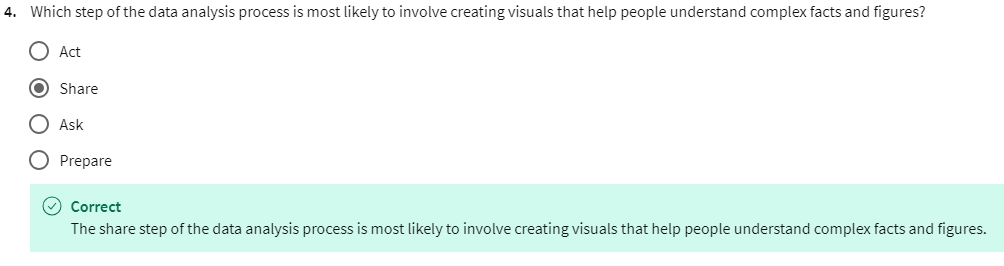 4. Which step of the data analysis process is most likely to involve creating visuals that help people understand complex facts and figures?
Act
Share
Ask
Prepare
Correct
The share step of the data analysis process is most likely to involve creating visuals that help people understand complex facts and figures.